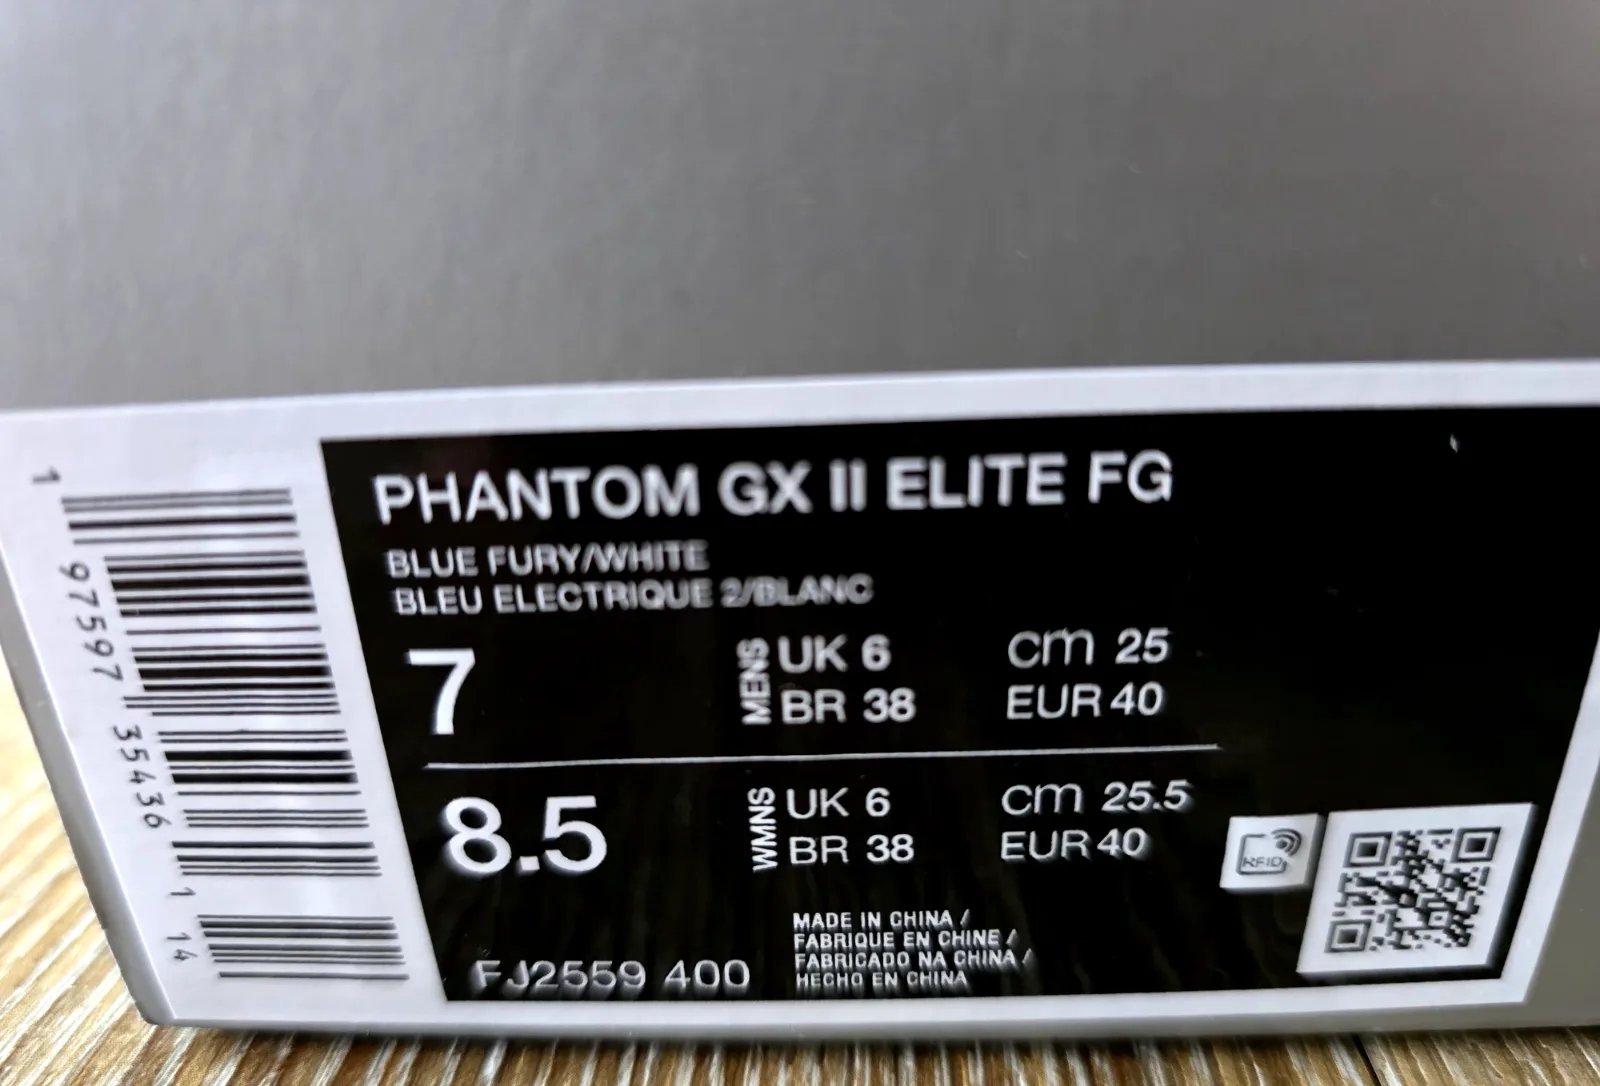 PHANTOM GX II ELITE FG
BLUE FURY/WHITE
BLEU ELECTRIQUE 2/BLANC
7
MENS
UK 6
CM 25
BR 38
EUR 40
8.5
WMNS
UK 6
CM 25.5
BR 38
EUR 40
FJ2559 400
MADE IN CHINA /
FABRIQUE EN CHINE /
FABRICADO NA CHINA /
HECHO EN CHINA
RFID
1 97597 35436 1 14